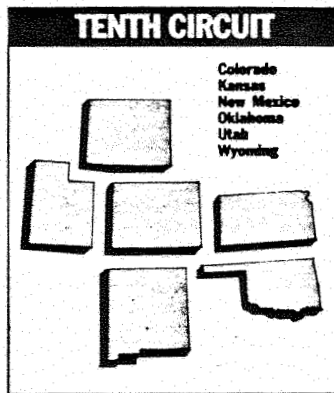 TENTH CIRCUIT
Colorado
Kansas
New Mexico
Oklahoma
Utah
Wyoming